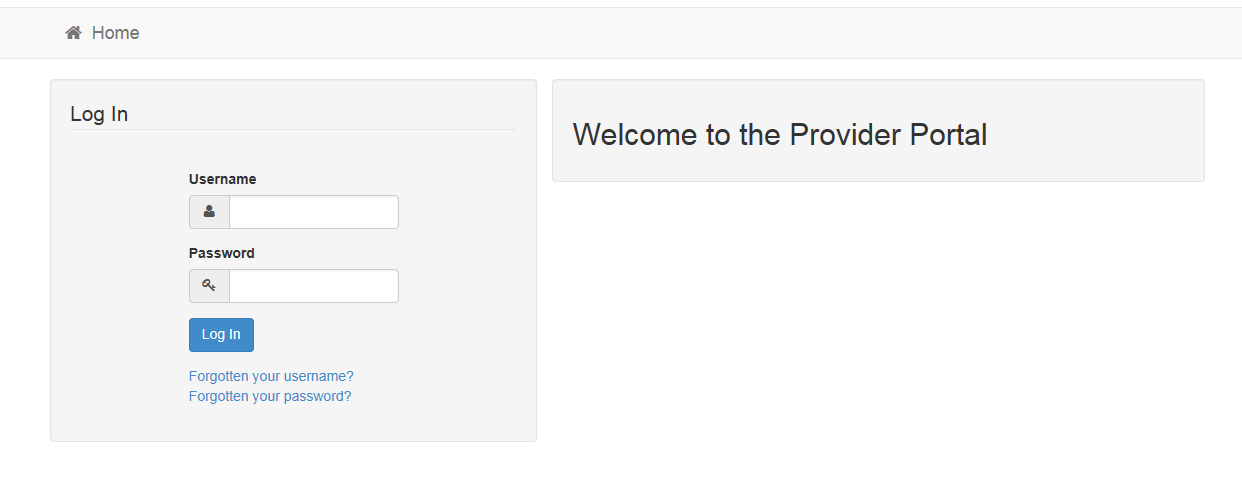 Home
Log In
Username
Password
Log In
Forgotten your username?
Forgotten your password?
Welcome to the Provider Portal